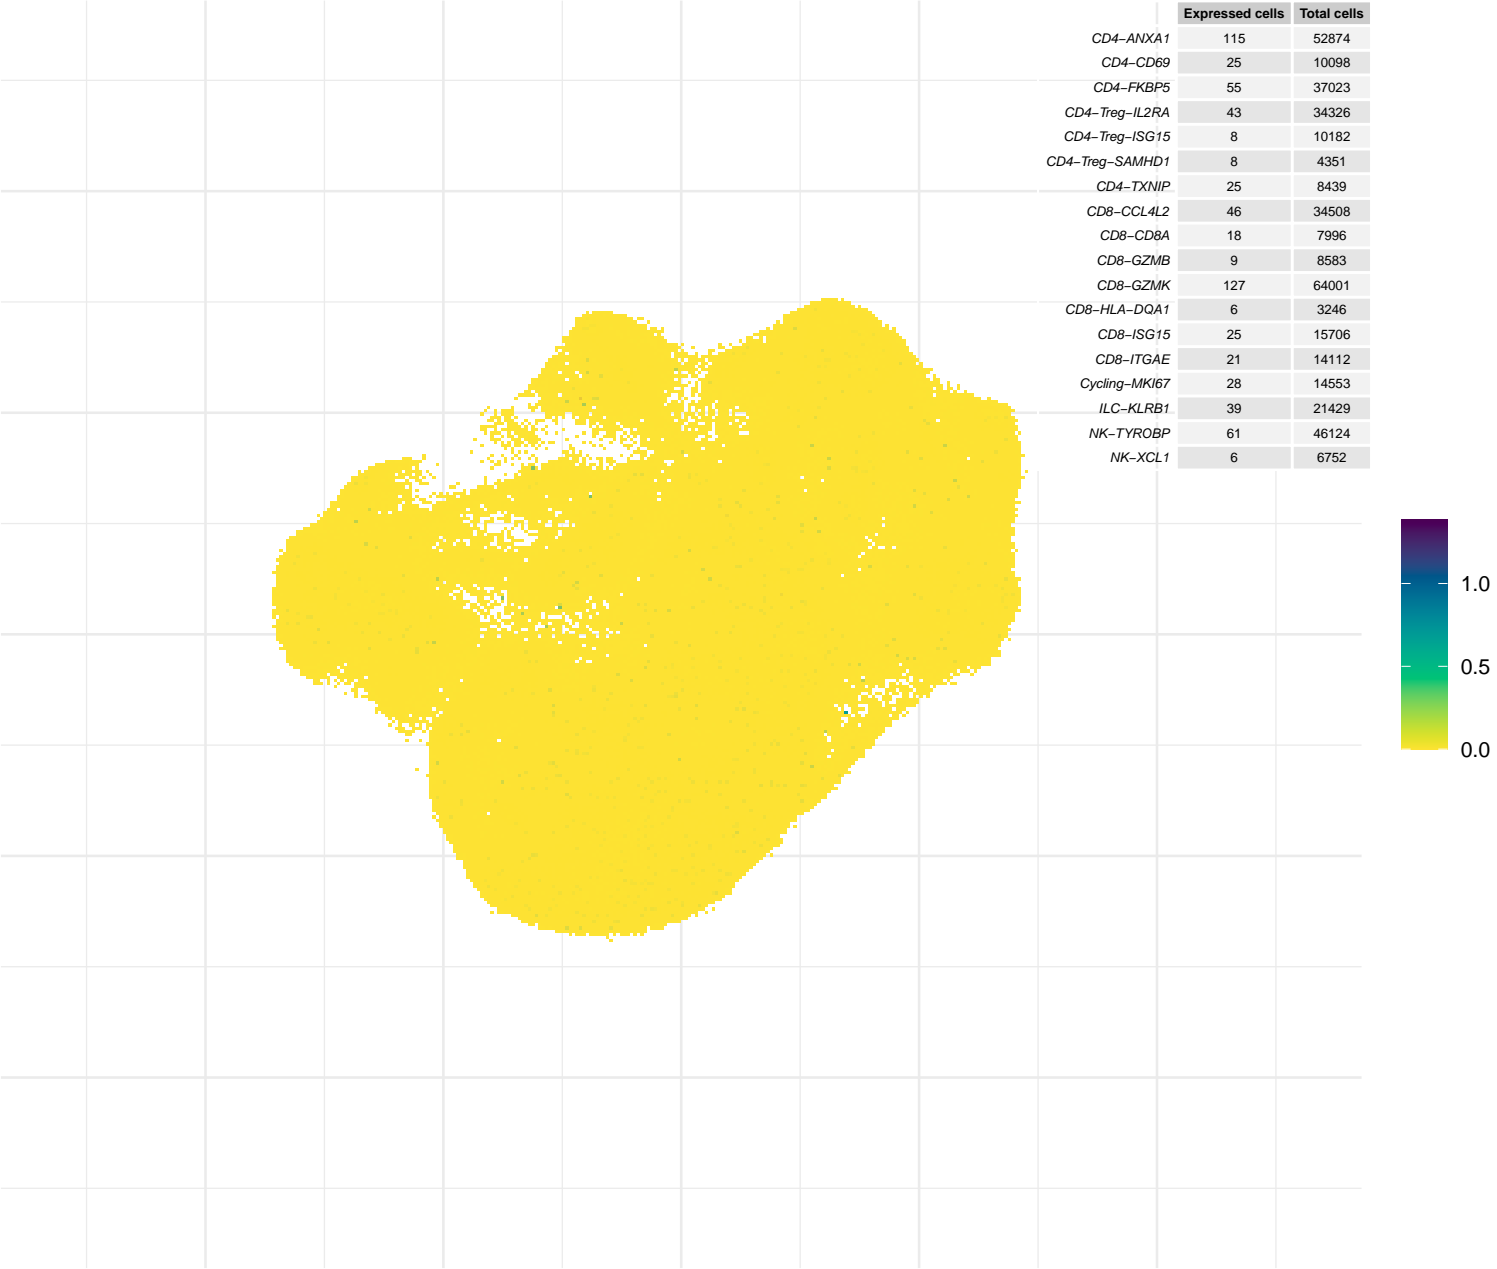 Expressed cells Total cells
CD4−ANXA1 115 52874
CD4−CD69 25 10098
CD4−FKBP5 55 37023
CD4−Treg−IL2RA 43 34326
CD4−Treg−ISG15 8 10182
CD4−Treg−SAMHD1 8 4351
CD4−TXNIP 25 8439
CD8−CCL4L2 46 34508
CD8−CD8A 18 7996
CD8−GZMB 9 8583
CD8−GZMK 127 64001
CD8−HLA−DQA1 6 3246
CD8−ISG15 25 15706
CD8−ITGAE 21 14112
Cycling−MKI67 28 14553
ILC−KLRB1 39 21429
NK−TYROBP 61 46124
NK−XCL1 6 6752
1.0
0.5
0.0